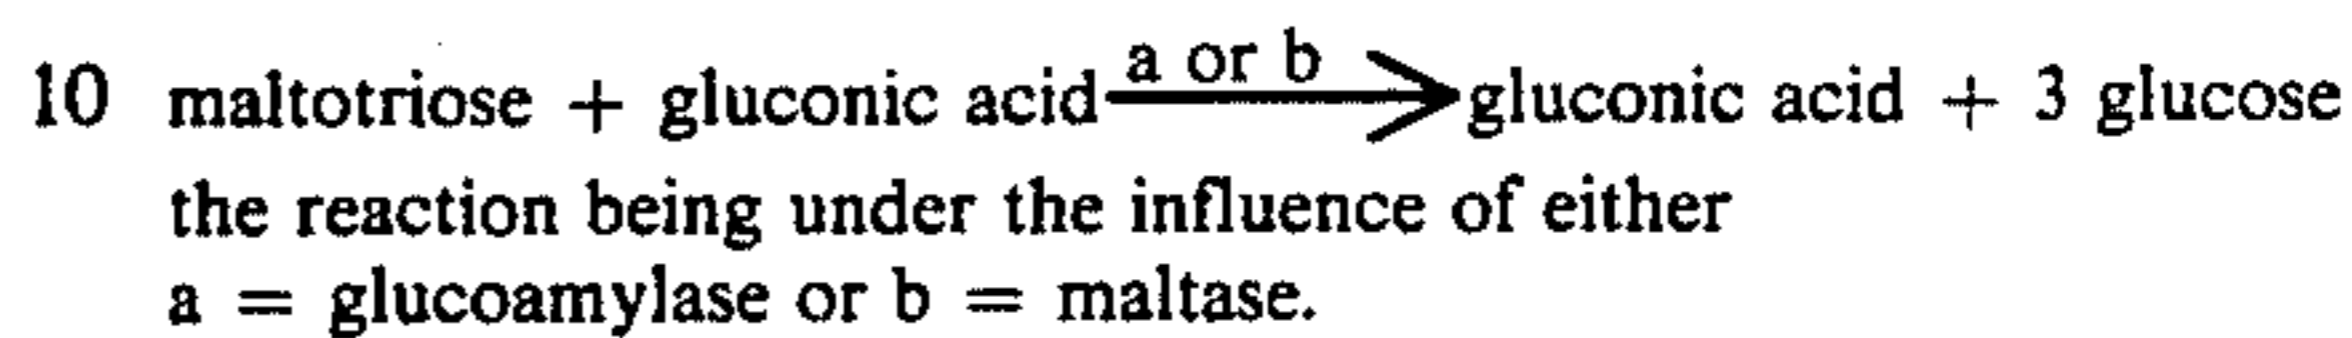 10 maltotriose + gluconic acid a or b → gluconic acid + 3 glucose
the reaction being under the influence of either
a = glucoamylase or b = maltase.